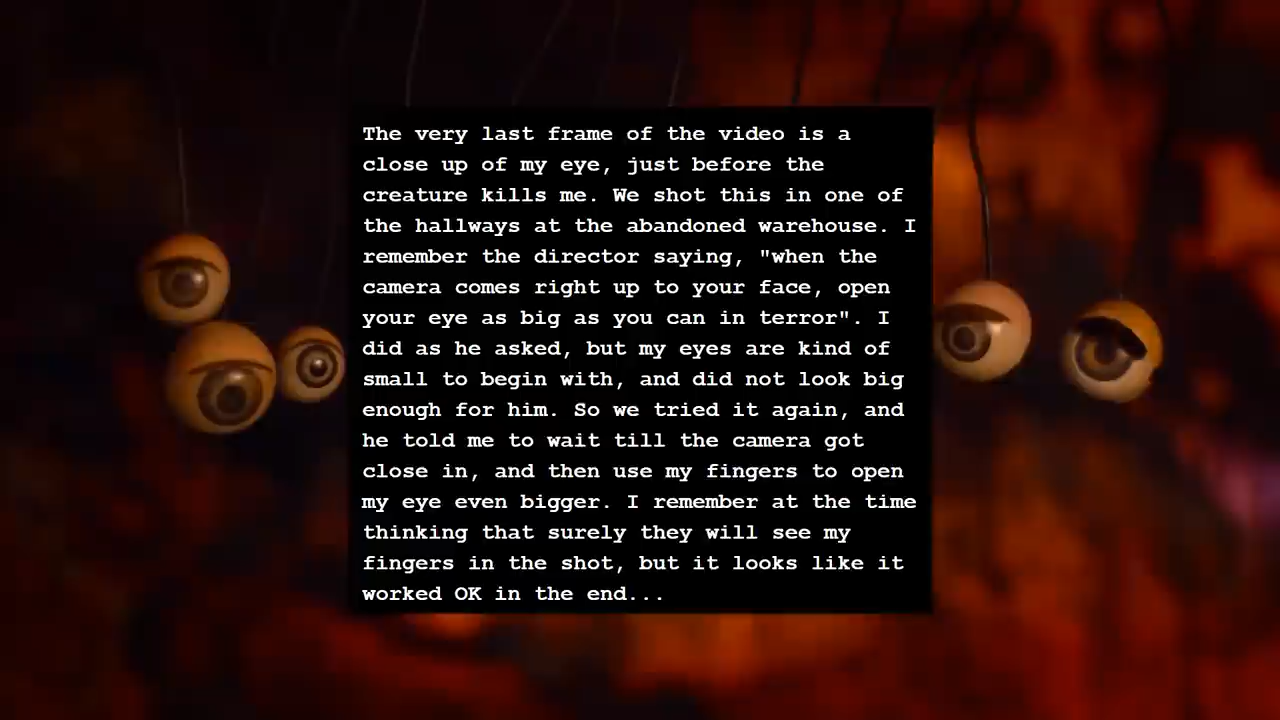 The very last frame of the video is a
close up of my eye, just before the
creature kills me. We shot this in one of
the hallways at the abandoned warehouse. I
remember the director saying, "when the
camera comes right up to your face, open
your eye as big as you can in terror". I
did as he asked, but my eyes are kind of
small to begin with, and did not look big
enough for him. So we tried it again, and
he told me to wait till the camera got
close in, and then use my fingers to open
my eye even bigger. I remember at the time
thinking that surely they will see my
fingers in the shot, but it looks like it
worked OK in the end...